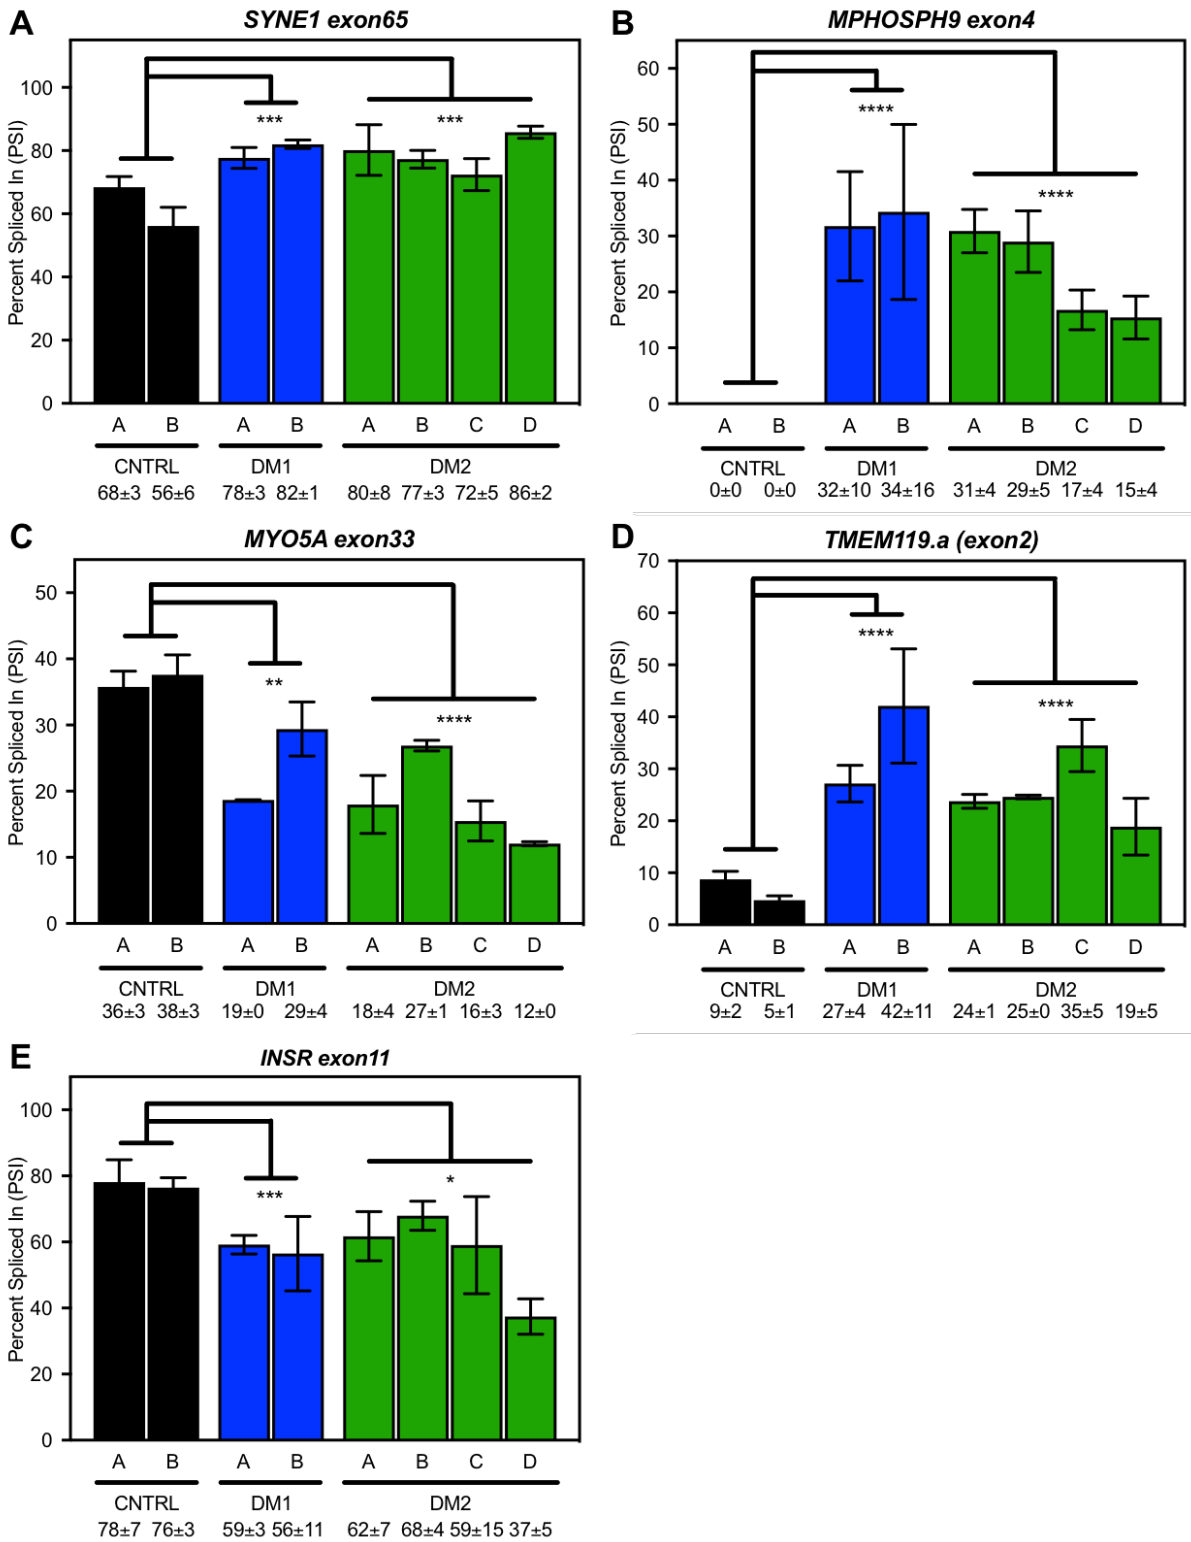 A
SYNE1 exon65
Percent Spliced In (PSI)
100
80
60
40
20
0
***
***
A B A B A B C D
CNTRL DM1 DM2
68±3 56±6 78±3 82±1 80±8 77±3 72±5 86±2
B
MPHOSPH9 exon4
Percent Spliced In (PSI)
60
50
40
30
20
10
0
****
****
A B A B A B C D
CNTRL DM1 DM2
0±0 0±0 32±10 34±16 31±4 29±5 17±4 15±4
C
MYO5A exon33
Percent Spliced In (PSI)
50
40
30
20
10
0
**
****
A B A B A B C D
CNTRL DM1 DM2
36±3 38±3 19±0 29±4 18±4 27±1 16±3 12±0
D
TMEM119.a (exon2)
Percent Spliced In (PSI)
70
60
50
40
30
20
10
0
****
****
A B A B A B C D
CNTRL DM1 DM2
9±2 5±1 27±4 42±11 24±1 25±0 35±5 19±5
E
INSR exon11
Percent Spliced In (PSI)
100
80
60
40
20
0
***
*
A B A B A B C D
CNTRL DM1 DM2
78±7 76±3 59±3 56±11 62±7 68±4 59±15 37±5